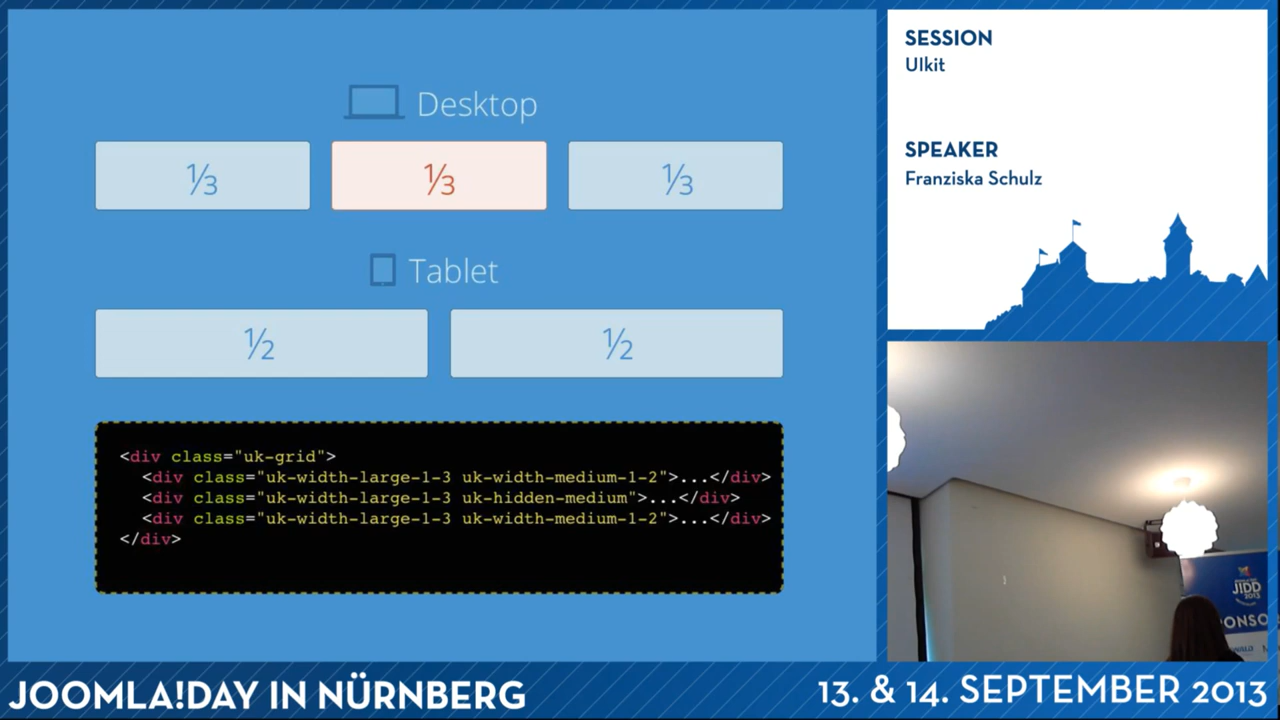 Desktop
1/3 1/3 1/3
Tablet
1/2 1/2
<div class="uk-grid">
<div class="uk-width-large-1-3 uk-width-medium-1-2">...</div>
<div class="uk-width-large-1-3 uk-hidden-medium">...</div>
<div class="uk-width-large-1-3 uk-width-medium-1-2">...</div>
</div>
SESSION
UIkit
SPEAKER
Franziska Schulz
JIDD
2013
JOOMLA!DAY IN NÜRNBERG
13. & 14. SEPTEMBER 2013